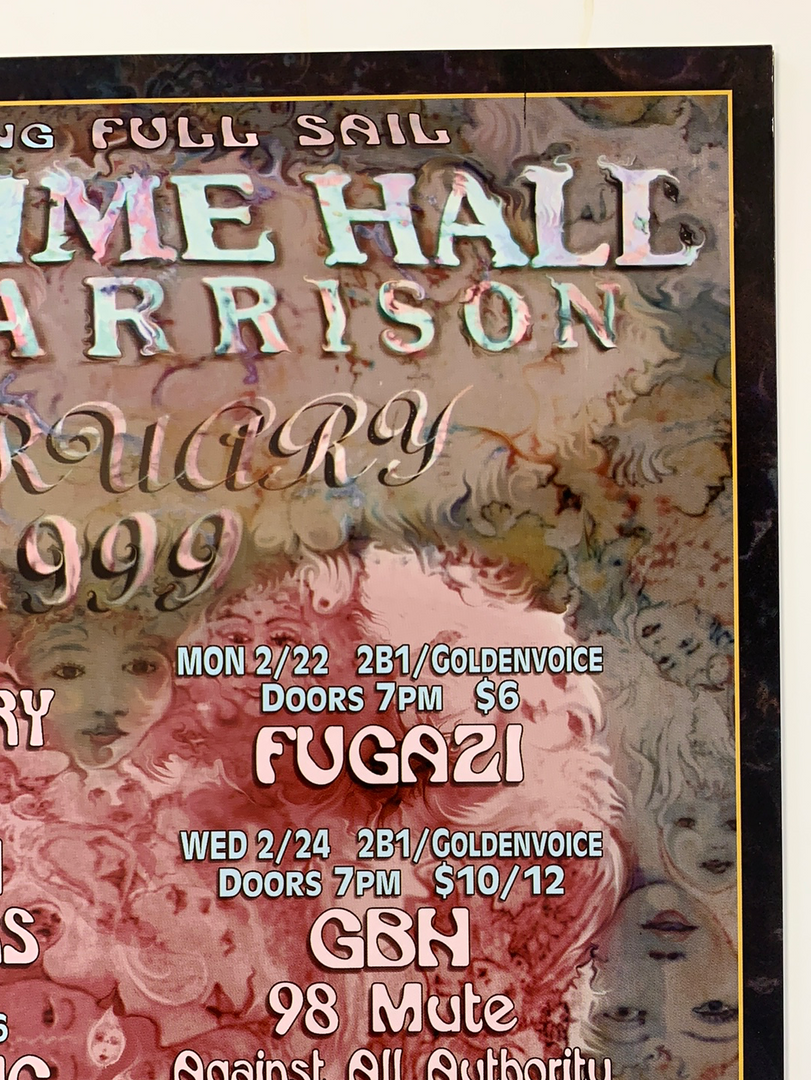 NG FULL SAIL
IME HALL
ARRISON
RUARY
999
MON 2/22 2B1/GOLDENVOICE
DOORS 7PM $6
FUGAZI
RY
WED 2/24 2B1/GOLDENVOICE
DOORS 7PM $10/12
GBH
S
98 Mute
Against All Authority